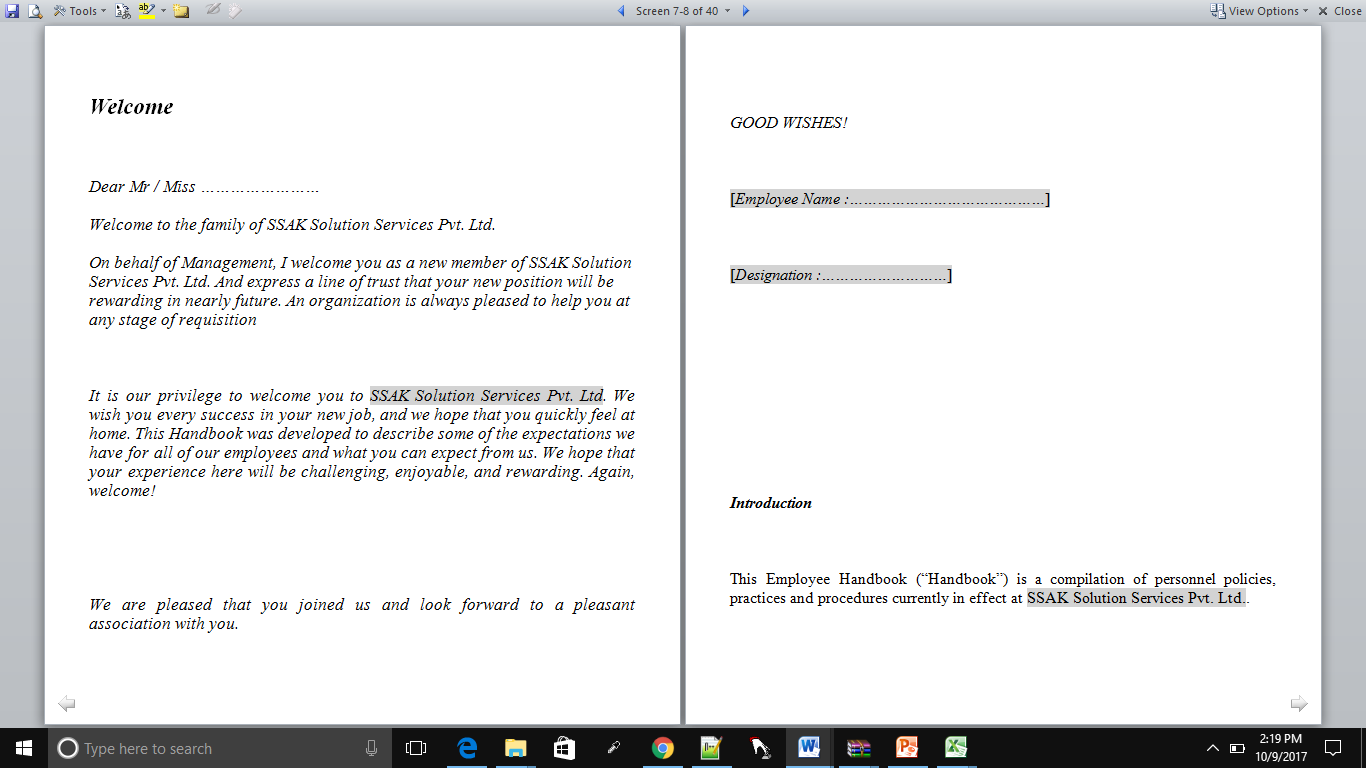 Tools
Screen 7-8 of 40
View Options
Close
Welcome
Dear Mr / Miss ……………………
Welcome to the family of SSAK Solution Services Pvt. Ltd.
On behalf of Management, I welcome you as a new member of SSAK Solution
Services Pvt. Ltd. And express a line of trust that your new position will be
rewarding in nearly future. An organization is always pleased to help you at
any stage of requisition
It is our privilege to welcome you to SSAK Solution Services Pvt. Ltd. We
wish you every success in your new job, and we hope that you quickly feel at
home. This Handbook was developed to describe some of the expectations we
have for all of our employees and what you can expect from us. We hope that
your experience here will be challenging, enjoyable, and rewarding. Again,
welcome!
We are pleased that you joined us and look forward to a pleasant
association with you.
GOOD WISHES!
[Employee Name :……………………………………]
[Designation :………………………]
Introduction
This Employee Handbook (“Handbook”) is a compilation of personnel policies,
practices and procedures currently in effect at SSAK Solution Services Pvt. Ltd..
Type here to search
2:19 PM
10/9/2017